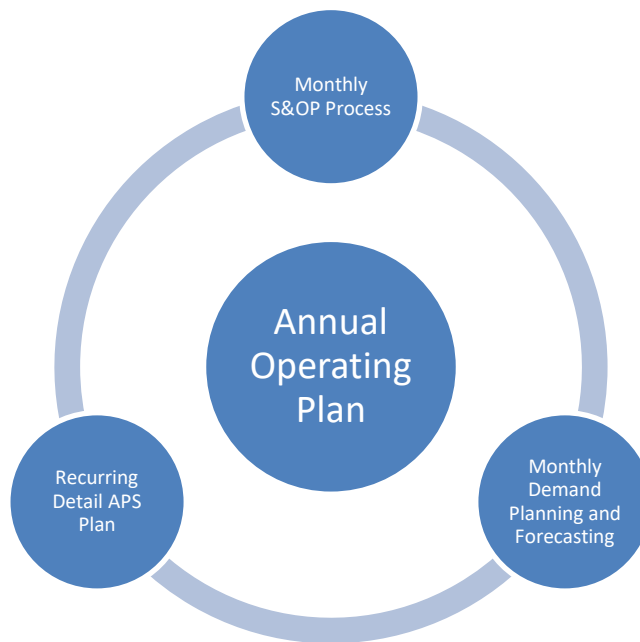 Monthly
S&OP Process
Annual
Operating
Plan
Recurring
Detail APS
Plan
Monthly
Demand
Planning and
Forecasting